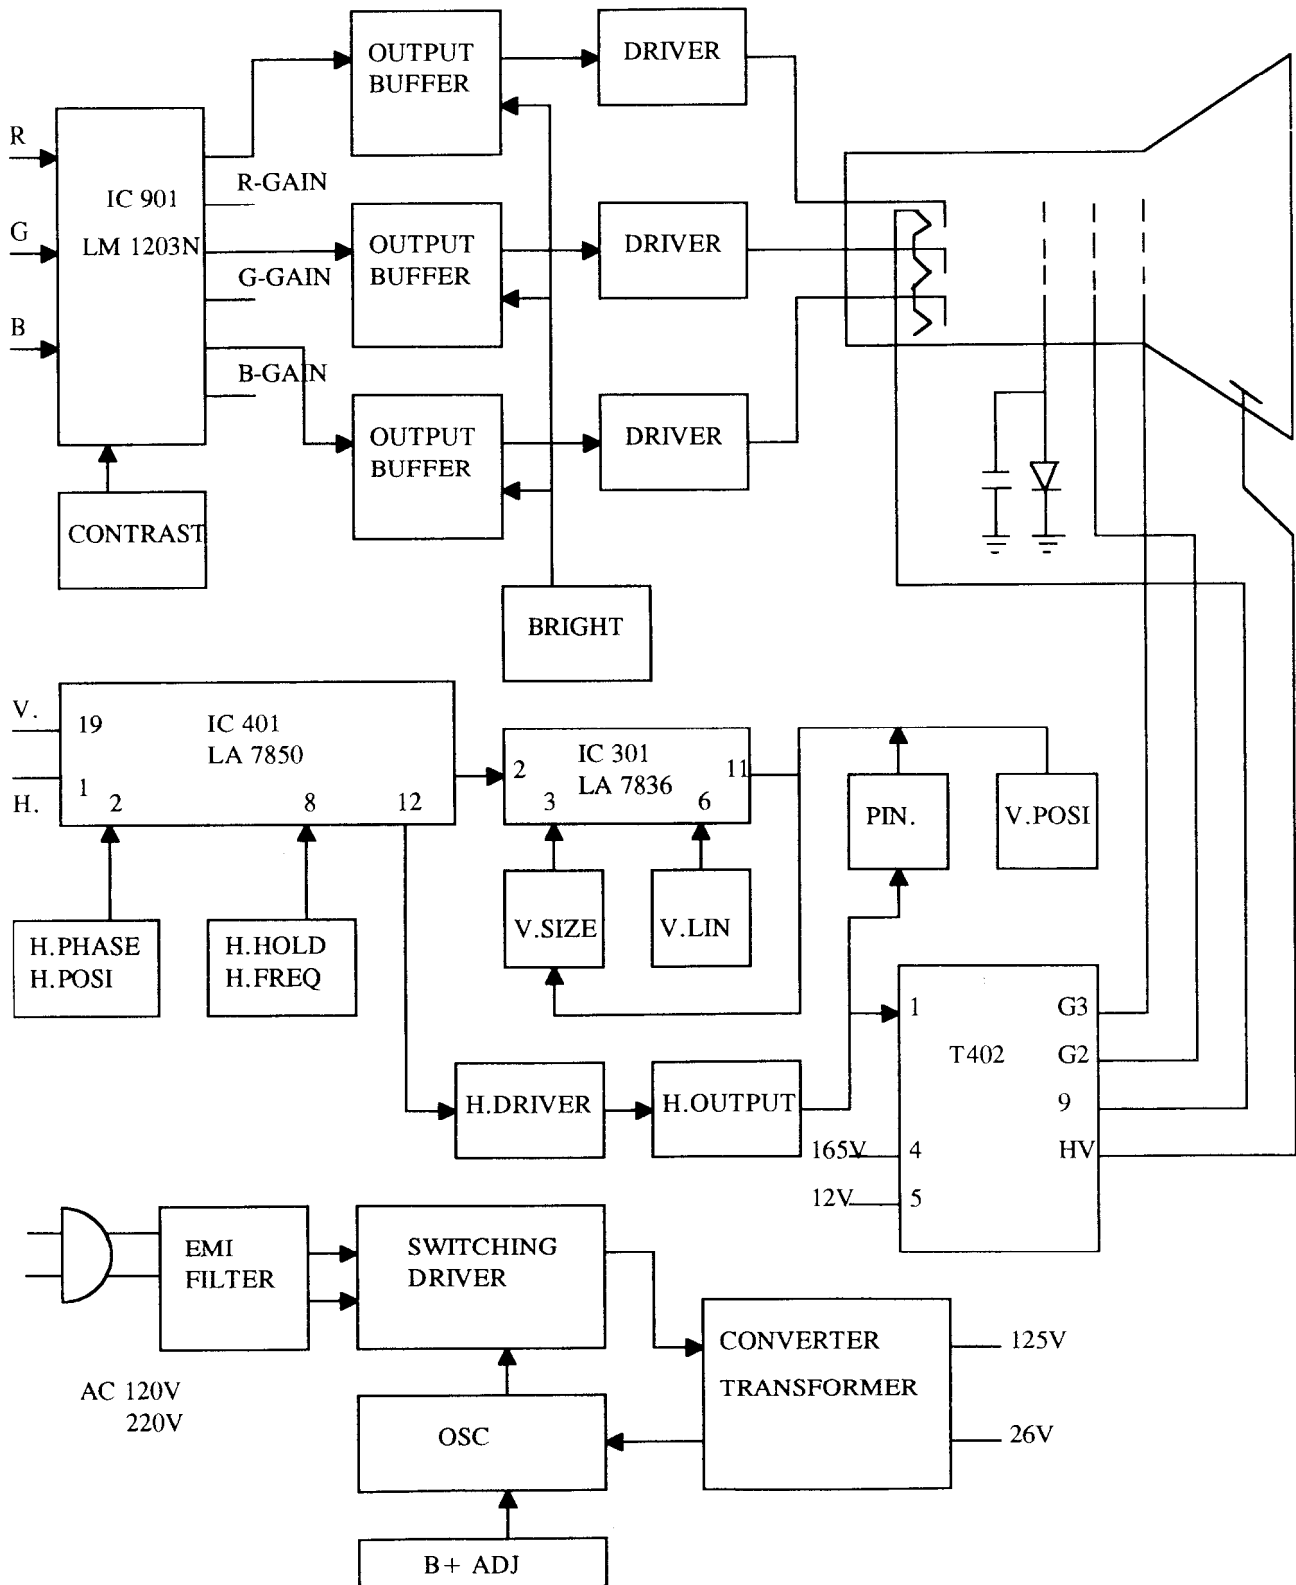 OUTPUT
BUFFER
DRIVER
R
IC 901
LM 1203N
R-GAIN
G
OUTPUT
BUFFER
DRIVER
G-GAIN
B
B-GAIN
OUTPUT
BUFFER
DRIVER
CONTRAST
BRIGHT
V.
19
IC 401
LA 7850
H.
1
2
8
12
2
IC 301
LA 7836
11
3
6
PIN.
V.POSI
H.PHASE
H.POSI
H.HOLD
H.FREQ
V.SIZE
V.LIN
1
G3
T402
G2
9
HV
H.DRIVER
H.OUTPUT
165V
4
12V
5
EMI
FILTER
SWITCHING
DRIVER
CONVERTER
TRANSFORMER
125V
26V
AC 120V
220V
OSC
B+ ADJ